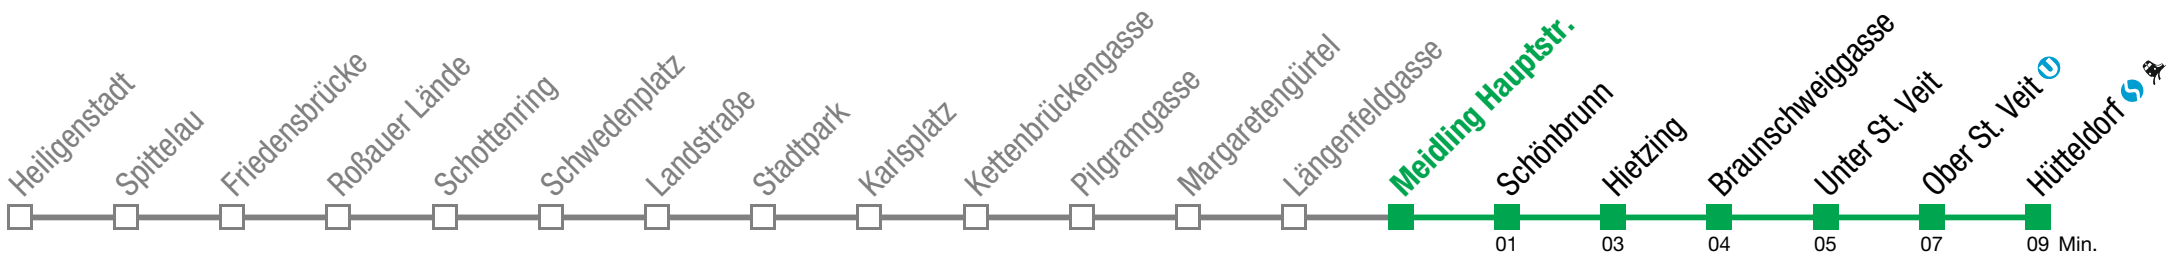 Heiligenstadt
Spittelau
Friedensbrücke
Roßauer Lände
Schottenring
Schwedenplatz
Landstraße
Stadtpark
Karlsplatz
Kettenbrückengasse
Pilgramgasse
Margaretengürtel
Längenfeldgasse
Meidling Hauptstr.
Schönbrunn
Hietzing
Braunschweiggasse
Unter St. Veit
Ober St. Veit U
Hütteldorf S
01 03 04 05 07 09 Min.